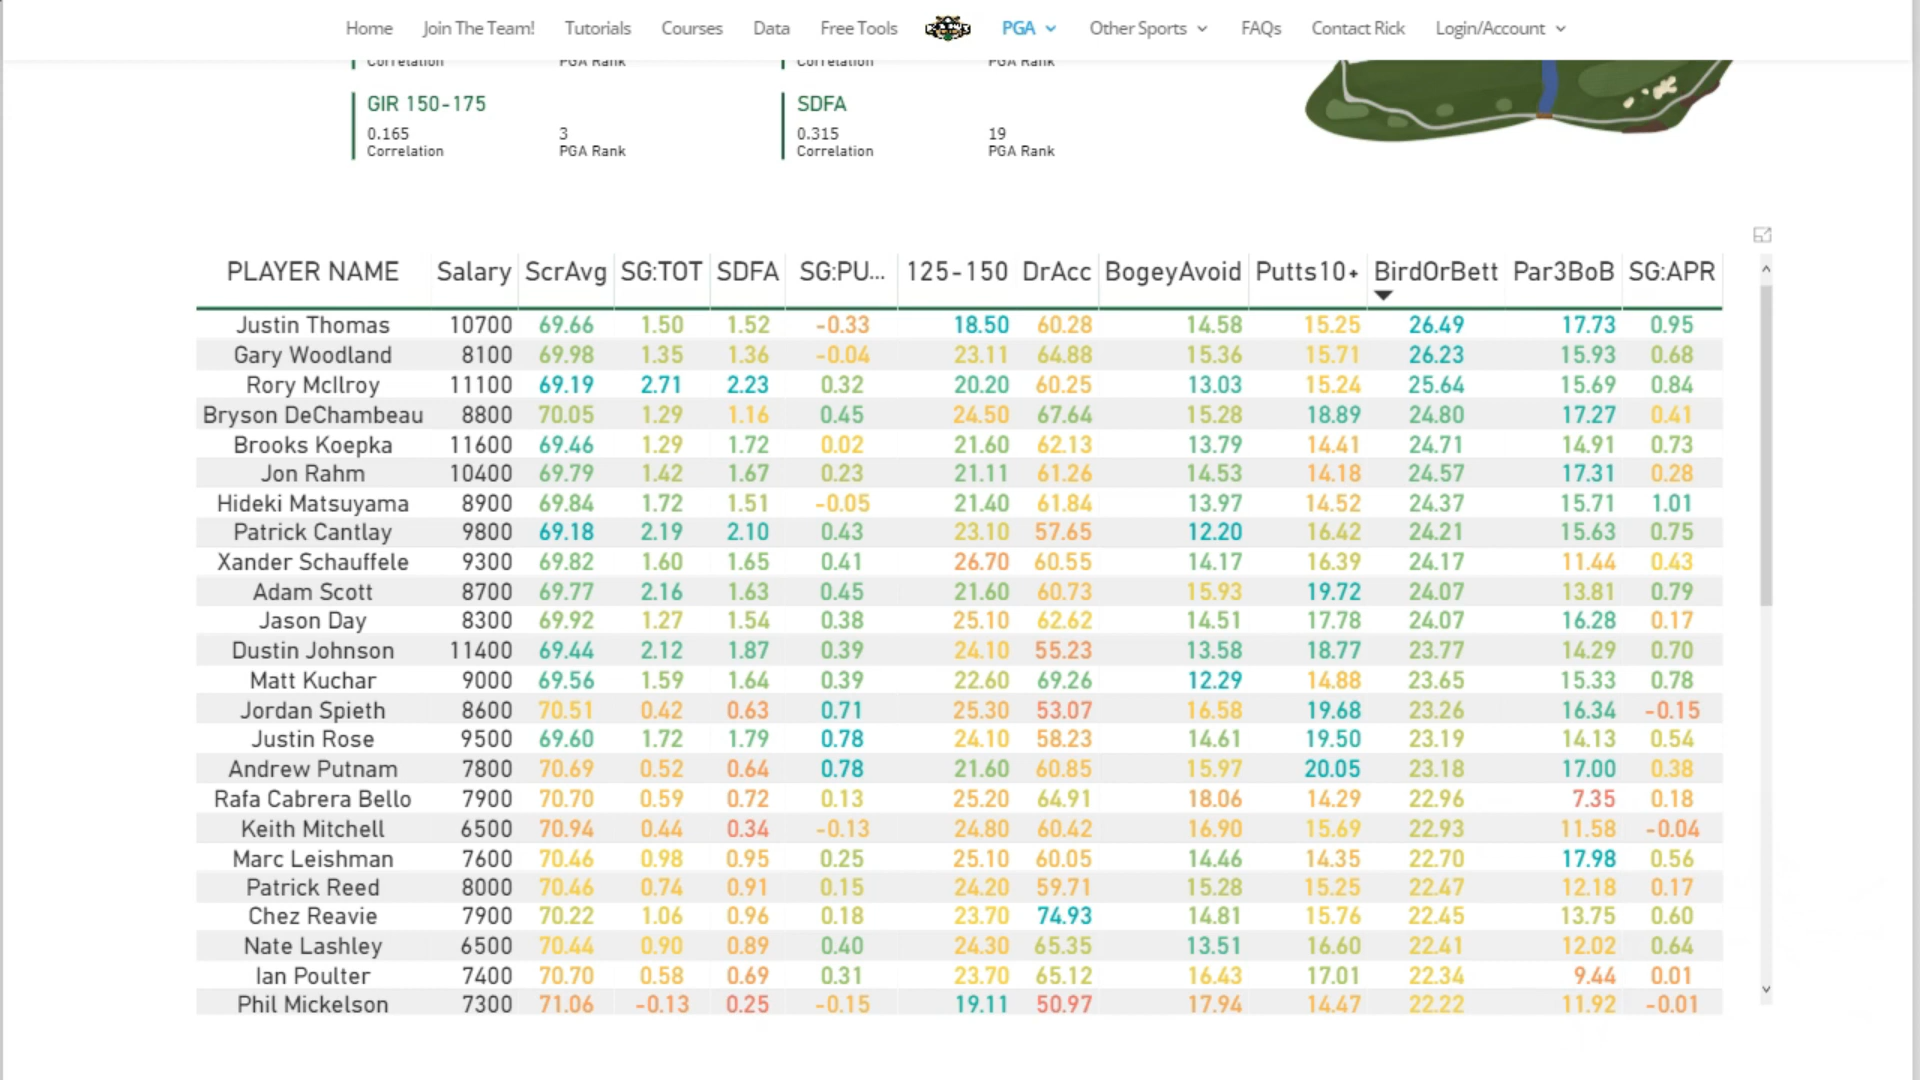 Home Join The Team! Tutorials Courses Data Free Tools PGA Other Sports FAQs Contact Rick Login/Account
Correlation PGA Rank Correlation PGA Rank
GIR 150-175 SDFA
0.165 3 0.315 19
Correlation PGA Rank Correlation PGA Rank
PLAYER NAME Salary ScrAvg SG:TOT SDFA SG:PU... 125-150 DrAcc BogeyAvoid Putts10+ BirdOrBett Par3BoB SG:APR
Justin Thomas 10700 69.66 1.50 1.52 -0.33 18.50 60.28 14.58 15.25 26.49 17.73 0.95
Gary Woodland 8100 69.98 1.35 1.36 -0.04 23.11 64.88 15.36 15.71 26.23 15.93 0.68
Rory McIlroy 11100 69.19 2.71 2.23 0.32 20.20 60.25 13.03 15.24 25.64 15.69 0.84
Bryson DeChambeau 8800 70.05 1.29 1.16 0.45 24.50 67.64 15.28 18.89 24.80 17.27 0.41
Brooks Koepka 11600 69.46 1.29 1.72 0.02 21.60 62.13 13.79 14.41 24.71 14.91 0.73
Jon Rahm 10400 69.79 1.42 1.67 0.23 21.11 61.26 14.53 14.18 24.57 17.31 0.28
Hideki Matsuyama 8900 69.84 1.72 1.51 -0.05 21.40 61.84 13.97 14.52 24.37 15.71 1.01
Patrick Cantlay 9800 69.18 2.19 2.10 0.43 23.10 57.65 12.20 16.42 24.21 15.63 0.75
Xander Schauffele 9300 69.82 1.60 1.65 0.41 26.70 60.55 14.17 16.39 24.17 11.44 0.43
Adam Scott 8700 69.77 2.16 1.63 0.45 21.60 60.73 15.93 19.72 24.07 13.81 0.79
Jason Day 8300 69.92 1.27 1.54 0.38 25.10 62.62 14.51 17.78 24.07 16.28 0.17
Dustin Johnson 11400 69.44 2.12 1.87 0.39 24.10 55.23 13.58 18.77 23.77 14.29 0.70
Matt Kuchar 9000 69.56 1.59 1.64 0.39 22.60 69.26 12.29 14.88 23.65 15.33 0.78
Jordan Spieth 8600 70.51 0.42 0.63 0.71 25.30 53.07 16.58 19.68 23.26 16.34 -0.15
Justin Rose 9500 69.60 1.72 1.79 0.78 24.10 58.23 14.61 19.50 23.19 14.13 0.54
Andrew Putnam 7800 70.69 0.52 0.64 0.78 21.60 60.85 15.97 20.05 23.18 17.00 0.38
Rafa Cabrera Bello 7900 70.70 0.59 0.72 0.13 25.20 64.91 18.06 14.29 22.96 7.35 0.18
Keith Mitchell 6500 70.94 0.44 0.34 -0.13 24.80 60.42 16.90 15.69 22.93 11.58 -0.04
Marc Leishman 7600 70.46 0.98 0.95 0.25 25.10 60.05 14.46 14.35 22.70 17.98 0.56
Patrick Reed 8000 70.46 0.74 0.91 0.15 24.20 59.71 15.28 15.25 22.47 12.18 0.17
Chez Reavie 7900 70.22 1.06 0.96 0.18 23.70 74.93 14.81 15.76 22.45 13.75 0.60
Nate Lashley 6500 70.44 0.90 0.89 0.40 24.30 65.35 13.51 16.60 22.41 12.02 0.64
Ian Poulter 7400 70.70 0.58 0.69 0.31 23.70 65.12 16.43 17.01 22.34 9.44 0.01
Phil Mickelson 7300 71.06 -0.13 0.25 -0.15 19.11 50.97 17.94 14.47 22.22 11.92 -0.01